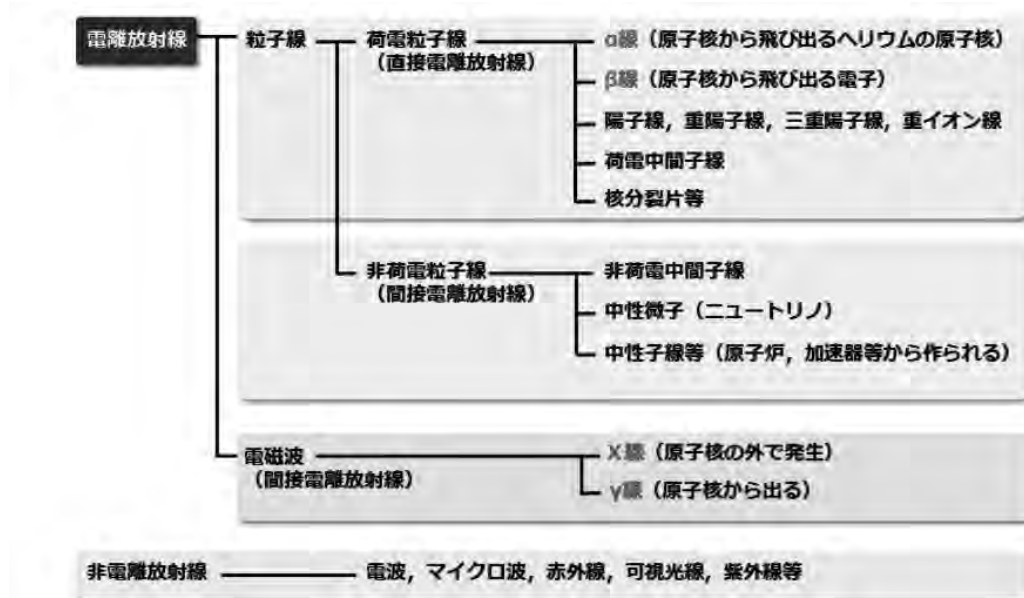 電離放射線
粒子線
荷電粒子線
(直接電離放射線)
α線(原子核から飛び出るヘリウムの原子核)
β線(原子核から飛び出る電子)
陽子線,重陽子線,三重陽子線,重イオン線
荷電中間子線
核分裂片等
非荷電粒子線
(間接電離放射線)
非荷電中間子線
中性微子(ニュートリノ)
中性子線等(原子炉,加速器等から作られる)
電磁波
(間接電離放射線)
X線(原子核の外で発生)
γ線(原子核から出る)
非電離放射線
電波,マイクロ波,赤外線,可視光線,紫外線等